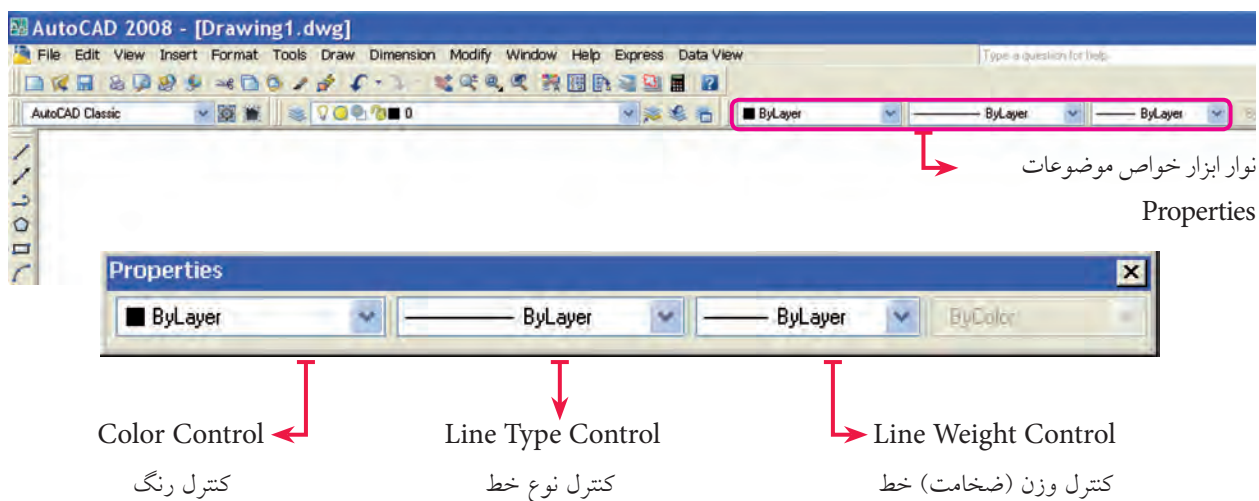 AutoCAD 2008 - [Drawing1.dwg]
File Edit View Insert Format Tools Draw Dimension Modify Window Help Express Data View
Type a question for help
AutoCAD Classic 0 ByLayer ByLayer ByLayer
نوار ابزار خواص موضوعات
Properties
Properties
ByLayer ByLayer ByLayer ByColor
Color Control Line Type Control Line Weight Control
کنترل رنگ کنترل نوع خط کنترل وزن (ضخامت) خط